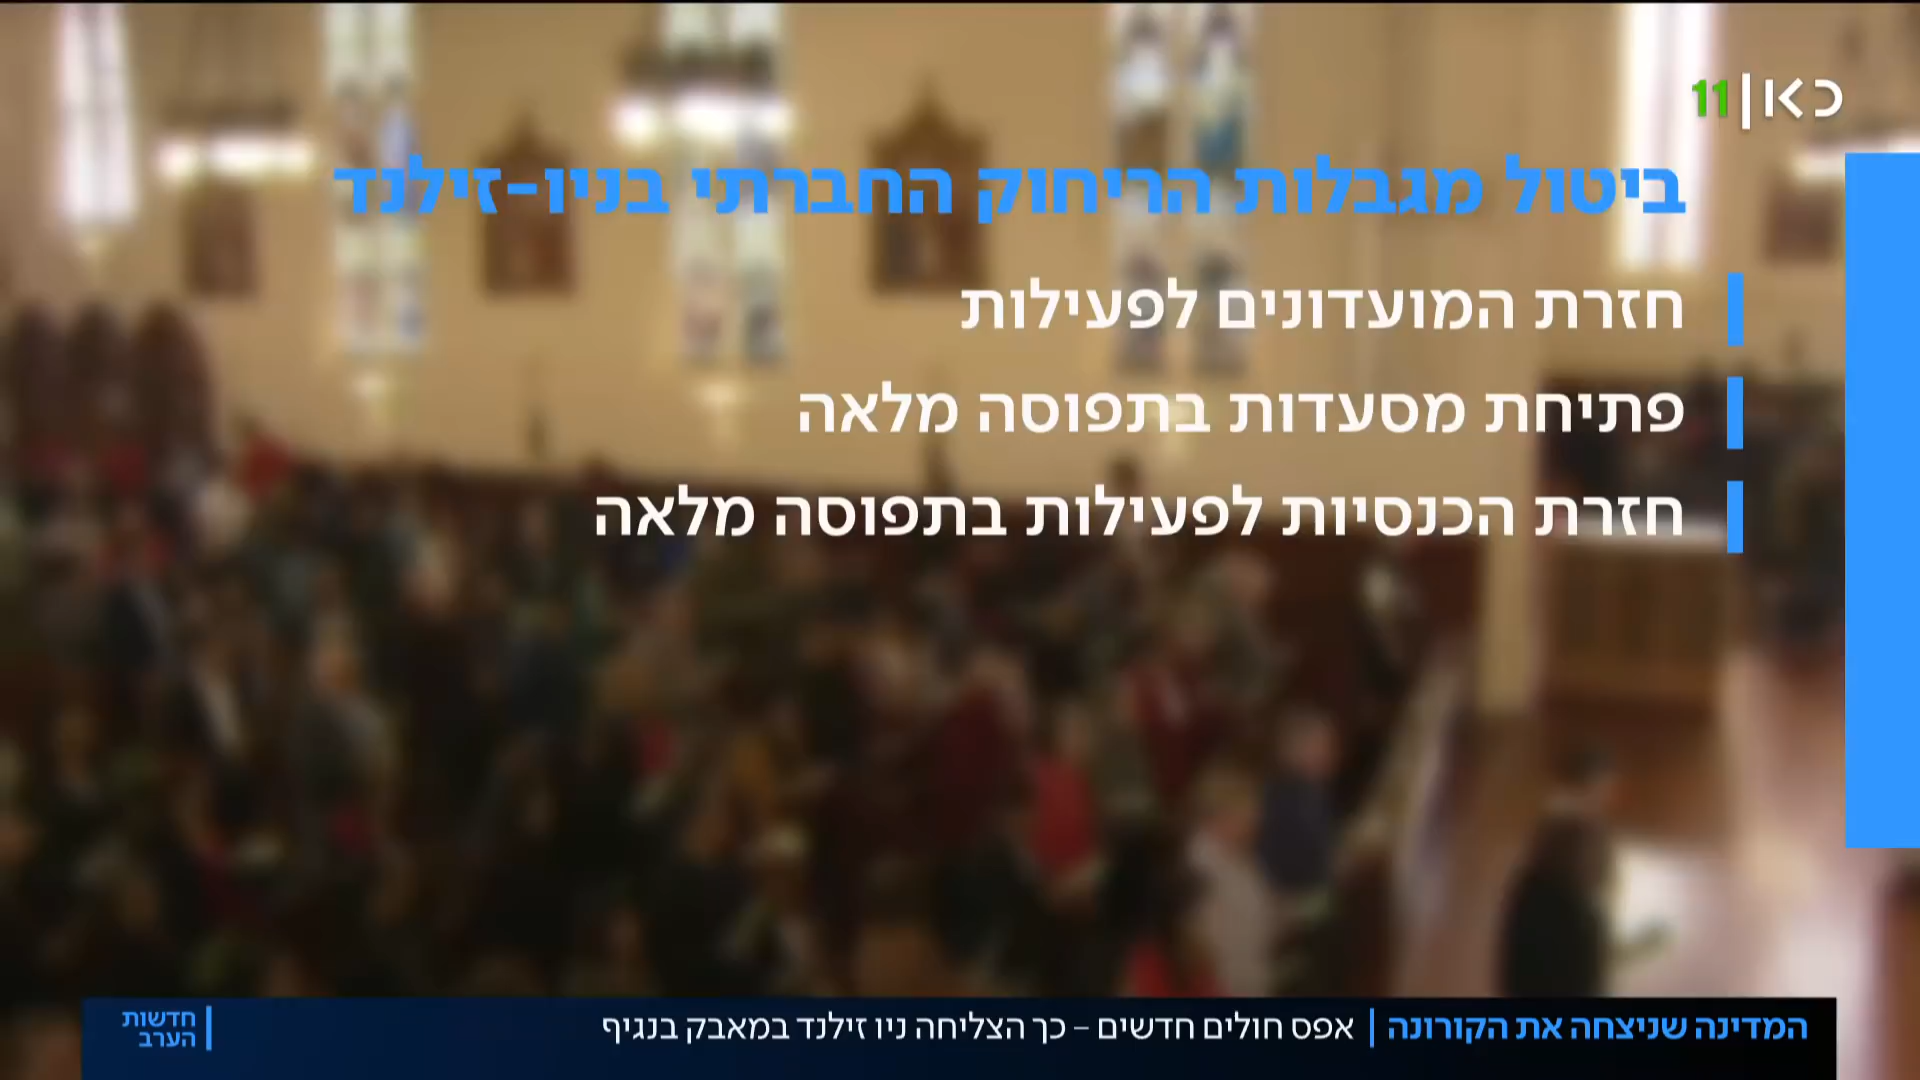 כאן|11
ביטול מגבלות הריחוק החברתי בניו-זילנד
חזרת המועדונים לפעילות
פתיחת מסעדות בתפוסה מלאה
חזרת הכנסיות לפעילות בתפוסה מלאה
המדינה שניצחה את הקורונה | אפס חולים חדשים – כך הצליחה ניו זילנד במאבק בנגיף
חדשות
הערב